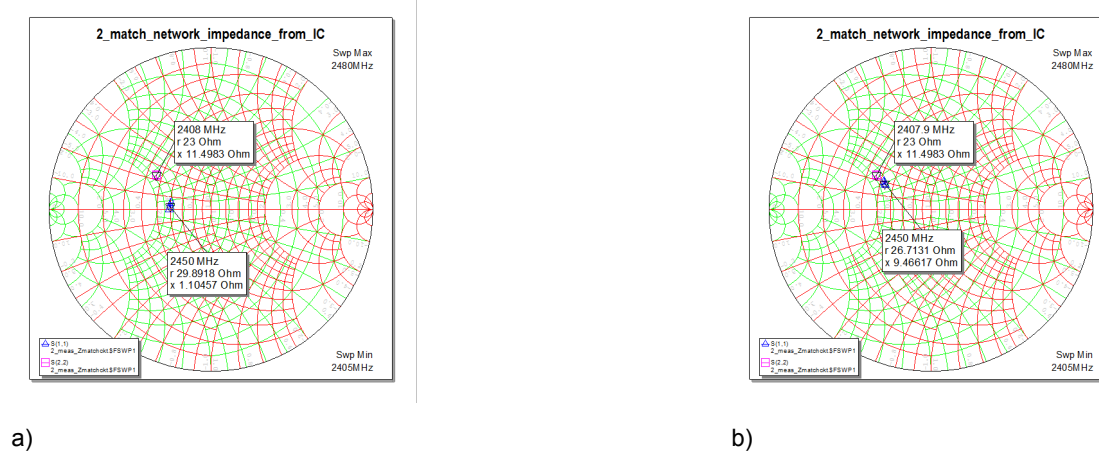 2_match_network_impedance_from_IC
Swp Max
2480MHz
2408 MHz
r 23 Ohm
x 11.4983 Ohm
2450 MHz
r 29.8918 Ohm
x 1.10457 Ohm
S(1,1)
2_meas_Zmatchckt.$FSWP1
S(2,2)
2_meas_Zmatchckt.$FSWP1
Swp Min
2405MHz
a)
2_match_network_impedance_from_IC
Swp Max
2480MHz
2407.9 MHz
r 23 Ohm
x 11.4983 Ohm
2450 MHz
r 26.7131 Ohm
x 9.46617 Ohm
S(1,1)
2_meas_Zmatchckt.$FSWP1
S(2,2)
2_meas_Zmatchckt.$FSWP1
Swp Min
2405MHz
b)